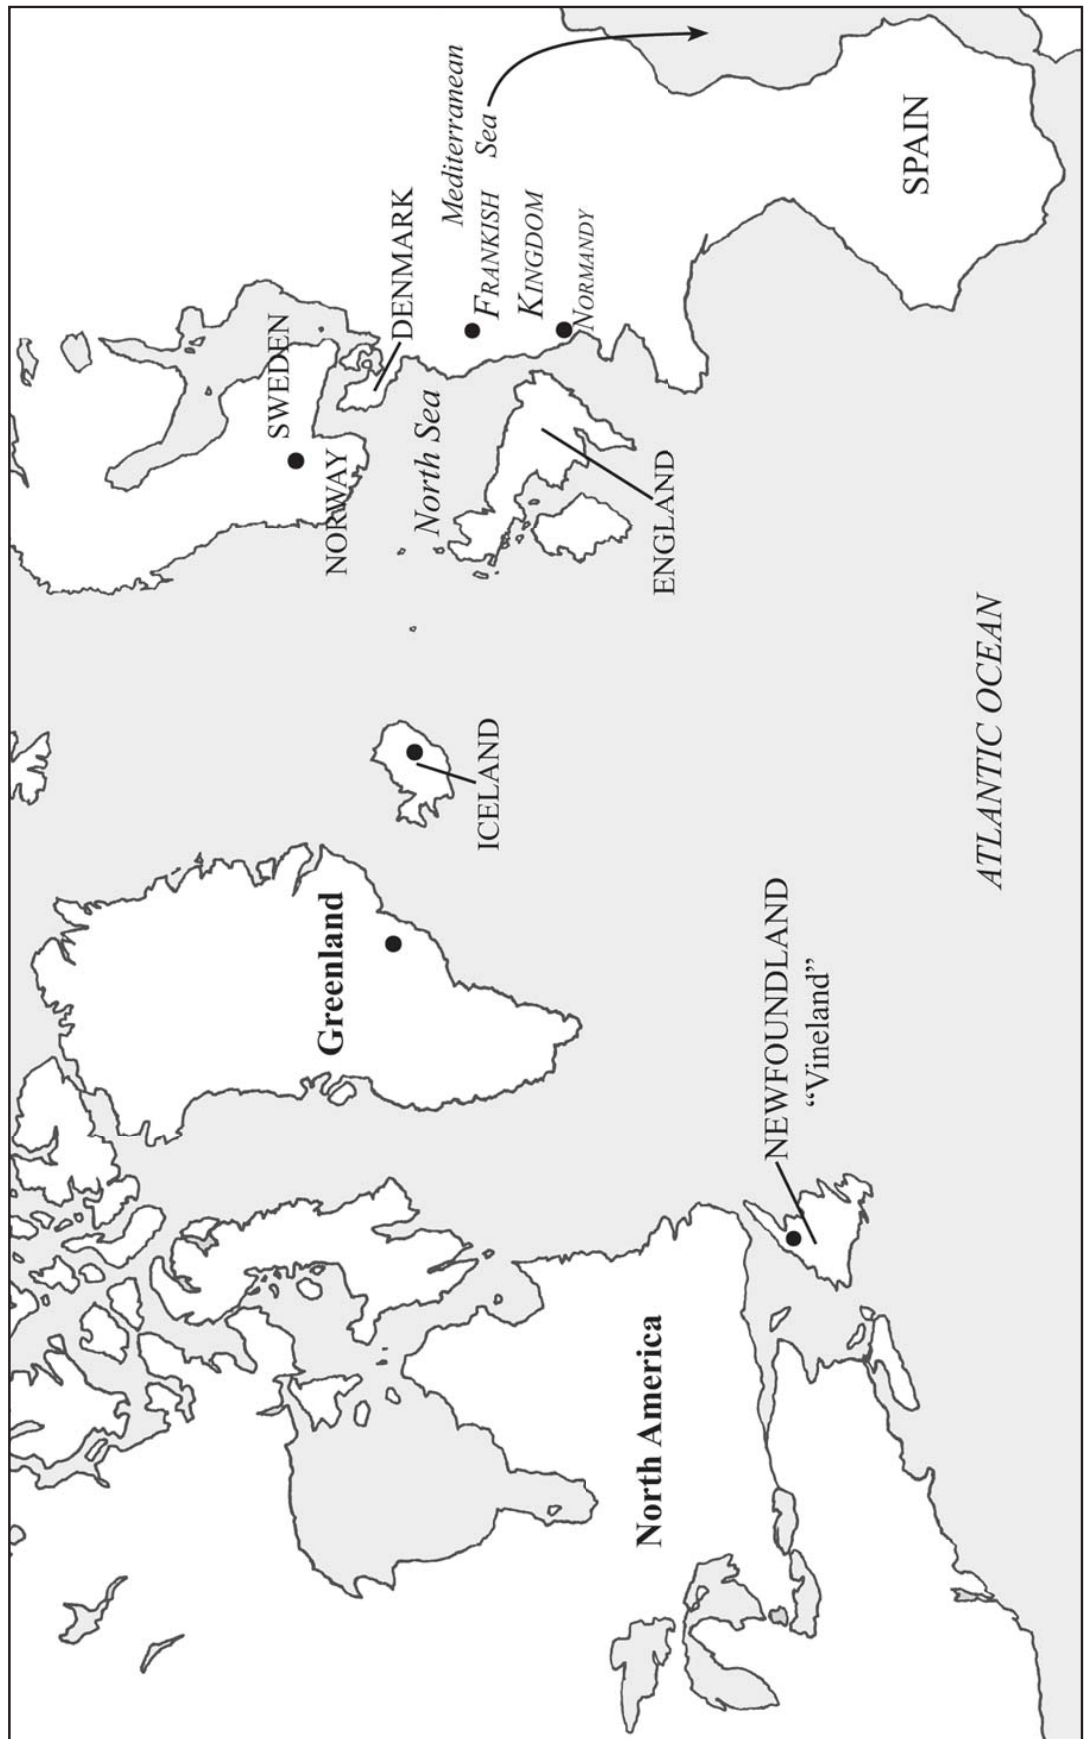 Greenland
ICELAND
NORWAY
SWEDEN
DENMARK
North Sea
Mediterranean
Sea
FRANKISH
KINGDOM
NORMANDY
ENGLAND
SPAIN
North America
NEWFOUNDLAND
“Vineland”
ATLANTIC OCEAN